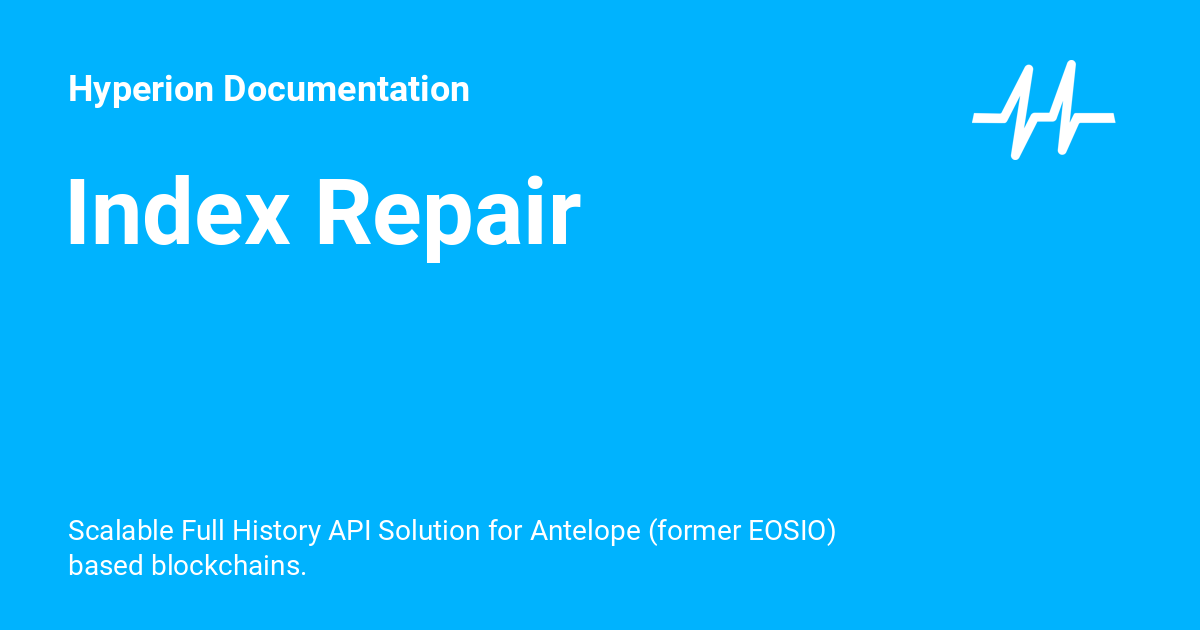 Hyperion Documentation
Index Repair
Scalable Full History API Solution for Antelope (former EOSIO)
based blockchains.